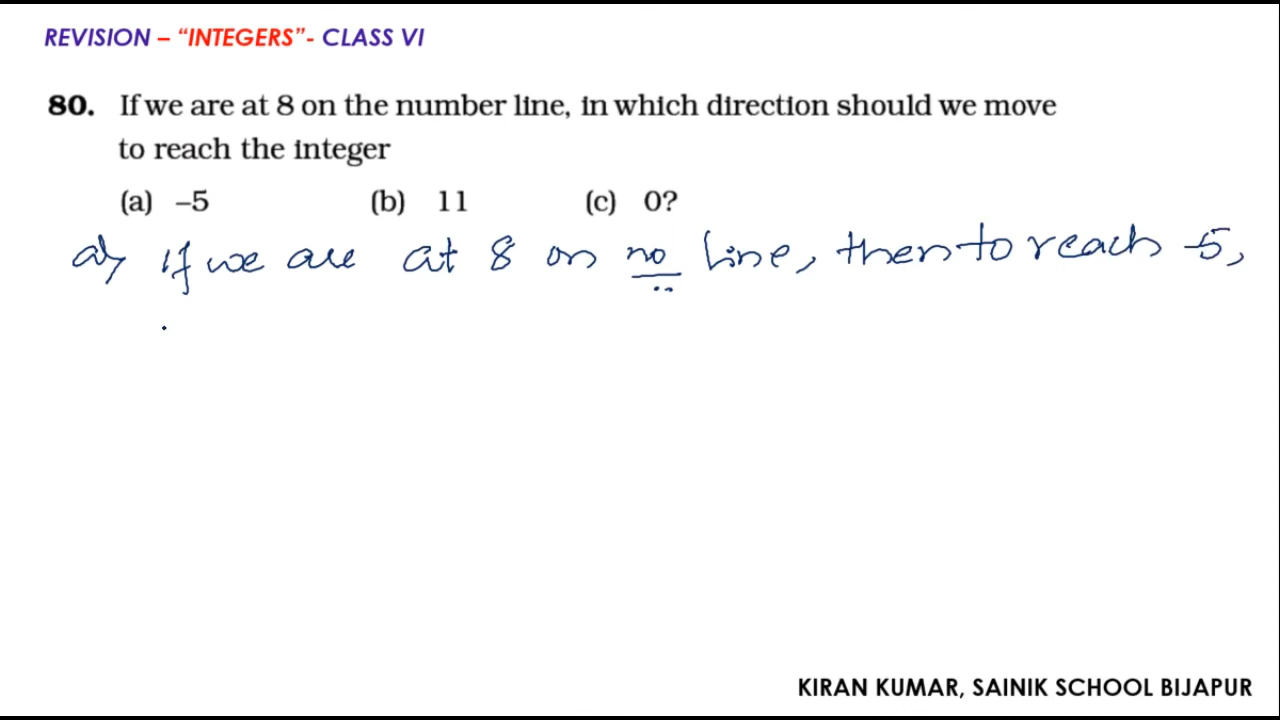 REVISION – “INTEGERS”- CLASS VI
80. If we are at 8 on the number line, in which direction should we move
to reach the integer
(a) –5 (b) 11 (c) 0?
a) if we are at 8 on no line, then to reach -5,
KIRAN KUMAR, SAINIK SCHOOL BIJAPUR